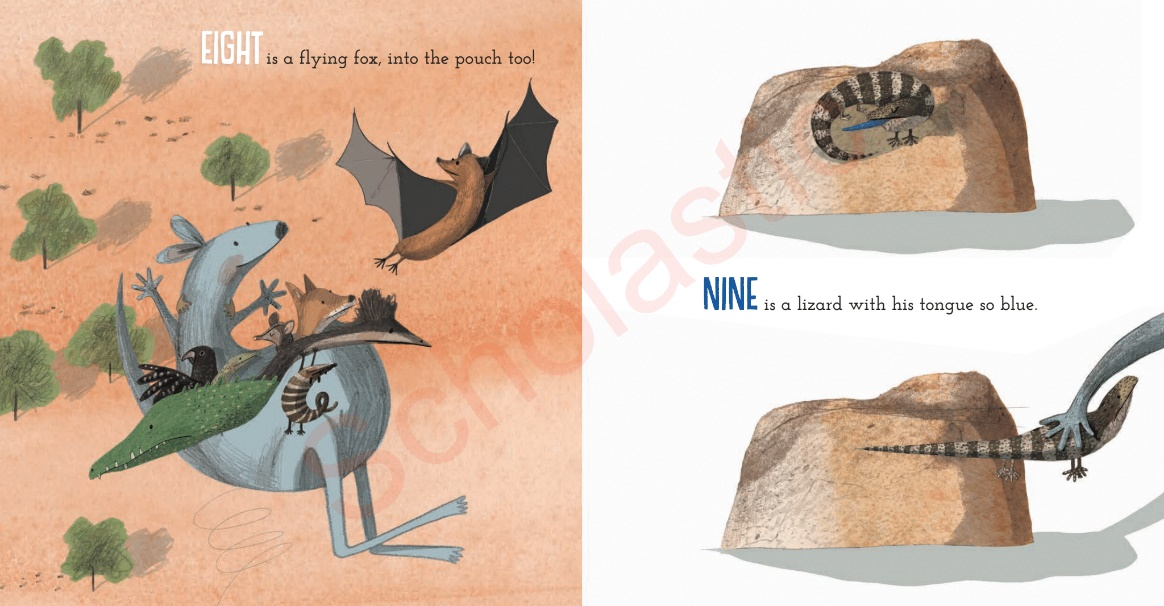 EIGHT is a flying fox, into the pouch too!
NINE is a lizard with his tongue so blue.
Scholastic